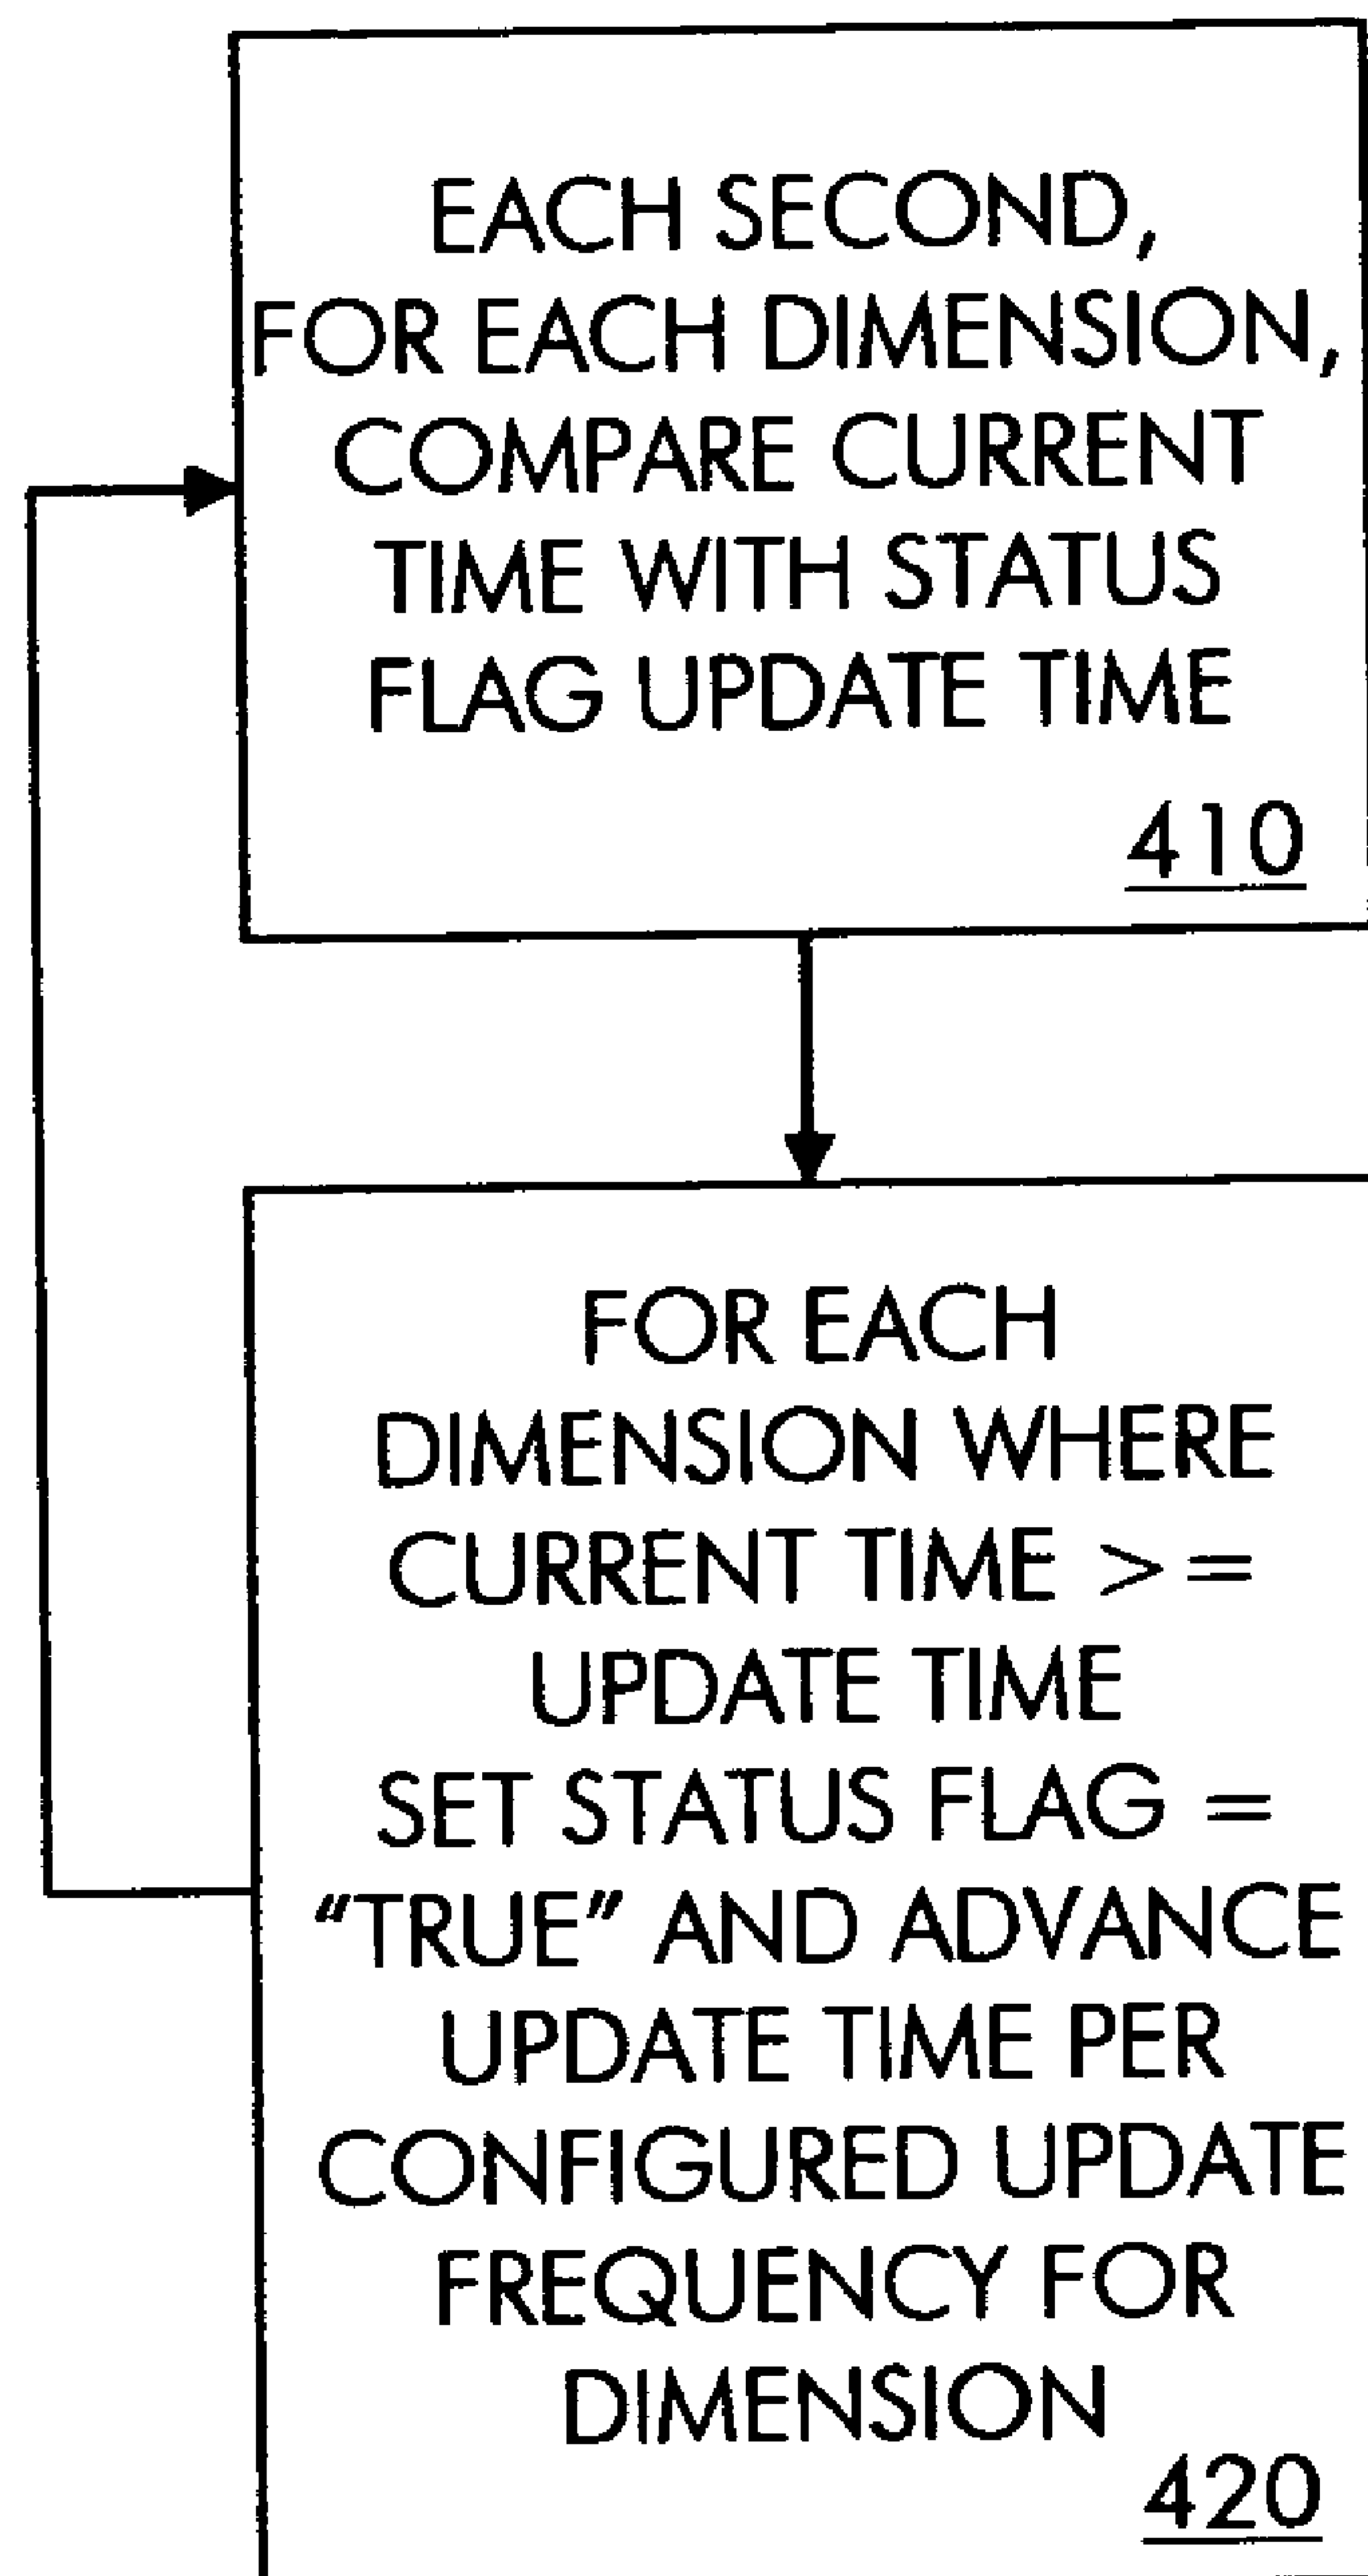 EACH SECOND,
FOR EACH DIMENSION,
COMPARE CURRENT
TIME WITH STATUS
FLAG UPDATE TIME
410
FOR EACH
DIMENSION WHERE
CURRENT TIME >=
UPDATE TIME
SET STATUS FLAG =
“TRUE” AND ADVANCE
UPDATE TIME PER
CONFIGURED UPDATE
FREQUENCY FOR
DIMENSION
420